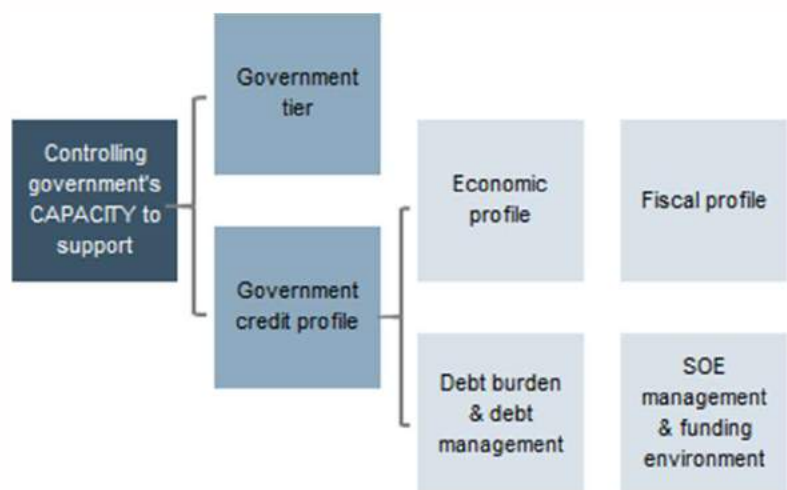 Government
tier
Controlling
government's
CAPACITY to
support
Economic
profile
Fiscal profile
Government
credit profile
Debt burden
& debt
management
SOE
management
& funding
environment